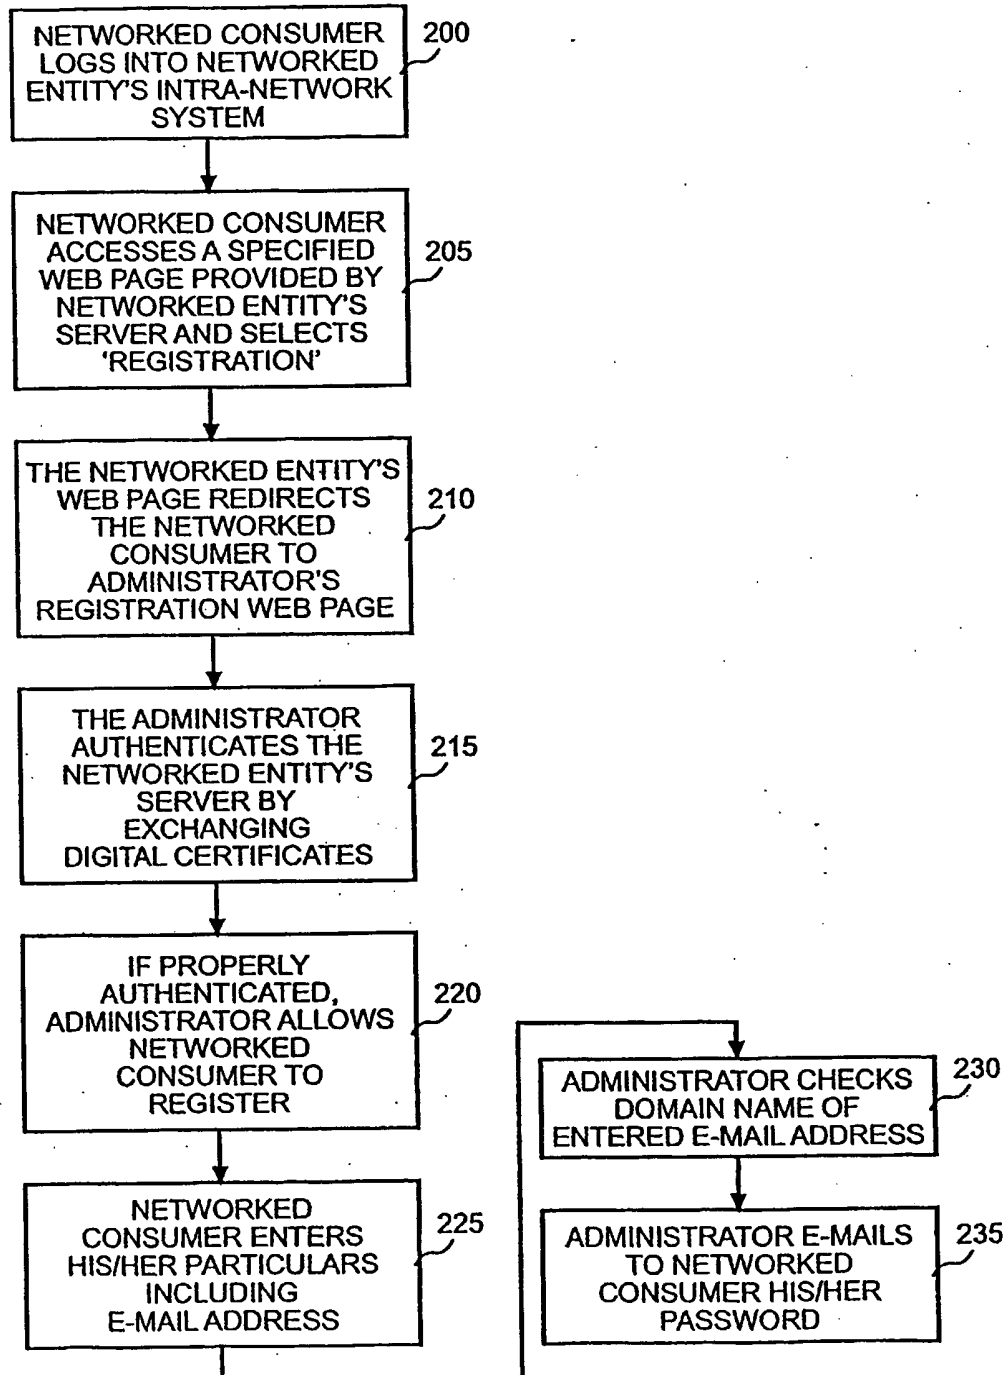 NETWORKED CONSUMER
LOGS INTO NETWORKED
ENTITY'S INTRA-NETWORK
SYSTEM
200
NETWORKED CONSUMER
ACCESSES A SPECIFIED
WEB PAGE PROVIDED BY
NETWORKED ENTITY'S
SERVER AND SELECTS
'REGISTRATION'
205
THE NETWORKED ENTITY'S
WEB PAGE REDIRECTS
THE NETWORKED
CONSUMER TO
ADMINISTRATOR'S
REGISTRATION WEB PAGE
210
THE ADMINISTRATOR
AUTHENTICATES THE
NETWORKED ENTITY'S
SERVER BY
EXCHANGING
DIGITAL CERTIFICATES
215
IF PROPERLY
AUTHENTICATED,
ADMINISTRATOR ALLOWS
NETWORKED
CONSUMER TO
REGISTER
220
NETWORKED
CONSUMER ENTERS
HIS/HER PARTICULARS
INCLUDING
E-MAIL ADDRESS
225
ADMINISTRATOR CHECKS
DOMAIN NAME OF
ENTERED E-MAIL ADDRESS
230
ADMINISTRATOR E-MAILS
TO NETWORKED
CONSUMER HIS/HER
PASSWORD
235